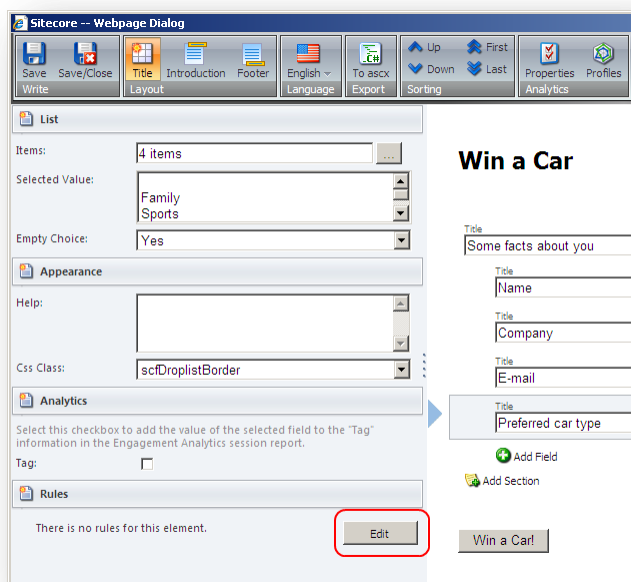 Sitecore -- Webpage Dialog
Save Save/Close Title Introduction Footer English To ascx Up Down First Last Properties Profiles
Write Layout Language Export Sorting Analytics
List
Items: 4 items ...
Selected Value:
Family
Sports
Empty Choice: Yes
Appearance
Help:
Css Class: scfDroplistBorder
Analytics
Select this checkbox to add the value of the selected field to the "Tag"
information in the Engagement Analytics session report.
Tag:
Rules
There is no rules for this element.
Edit
Win a Car
Title
Some facts about you
Title
Name
Title
Company
Title
E-mail
Title
Preferred car type
Add Field
Add Section
Win a Car!